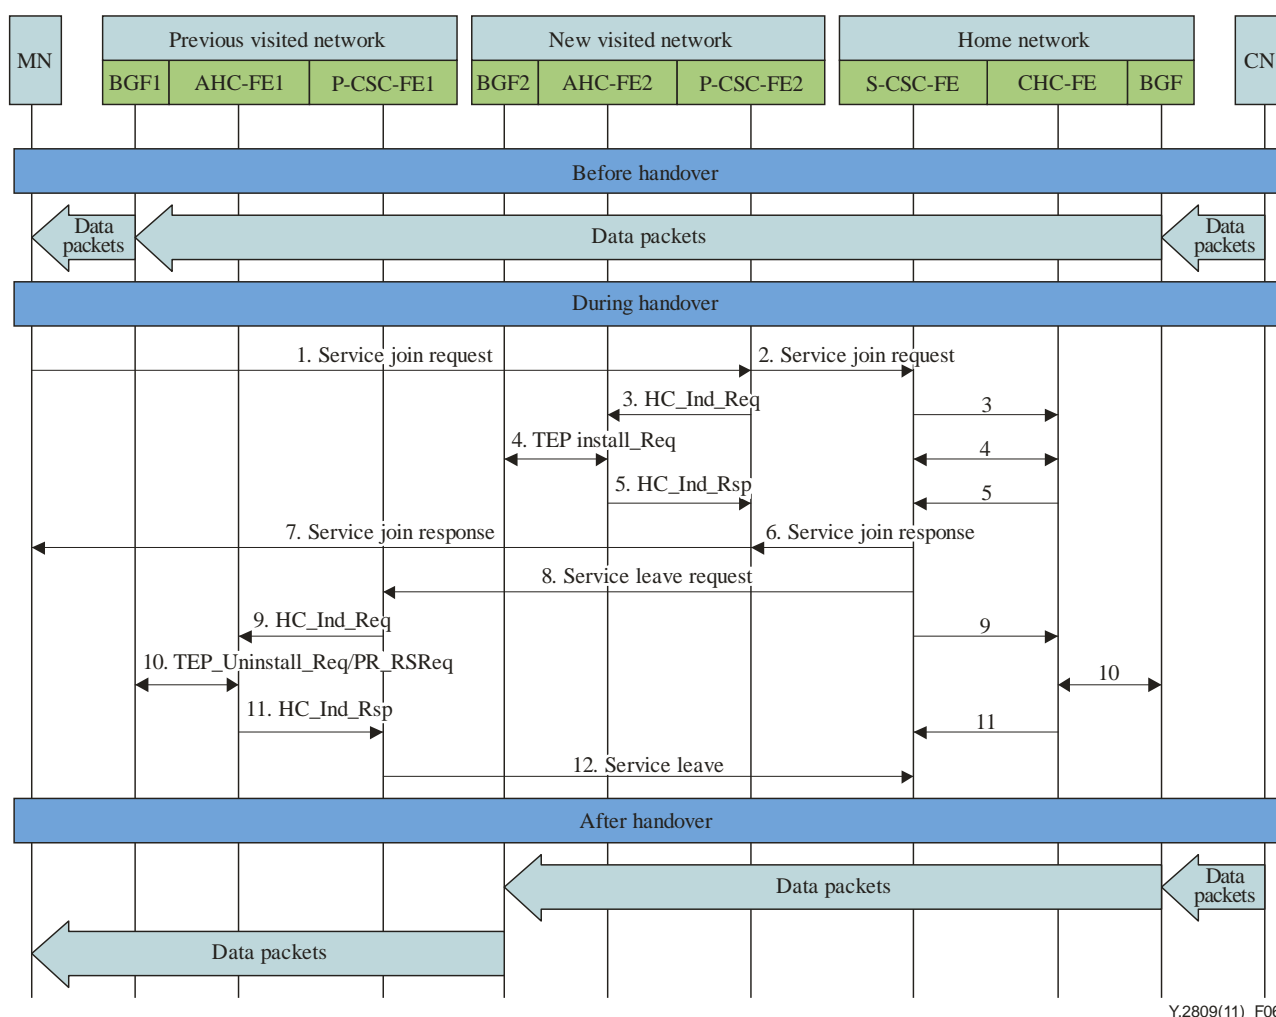 MN
Previous visited network
New visited network
Home network
CN
BGF1
AHC-FE1
P-CSC-FE1
BGF2
AHC-FE2
P-CSC-FE2
S-CSC-FE
CHC-FE
BGF
Before handover
Data
packets
Data packets
Data
packets
During handover
1. Service join request
2. Service join request
3. HC_Ind_Req
3
4. TEP install_Req
4
5. HC_Ind_Rsp
5
7. Service join response
6. Service join response
8. Service leave request
9. HC_Ind_Req
9
10. TEP_Uninstall_Req/PR_RSReq
10
11. HC_Ind_Rsp
11
12. Service leave
After handover
Data packets
Data
packets
Data packets
Y.2809(11)_F06